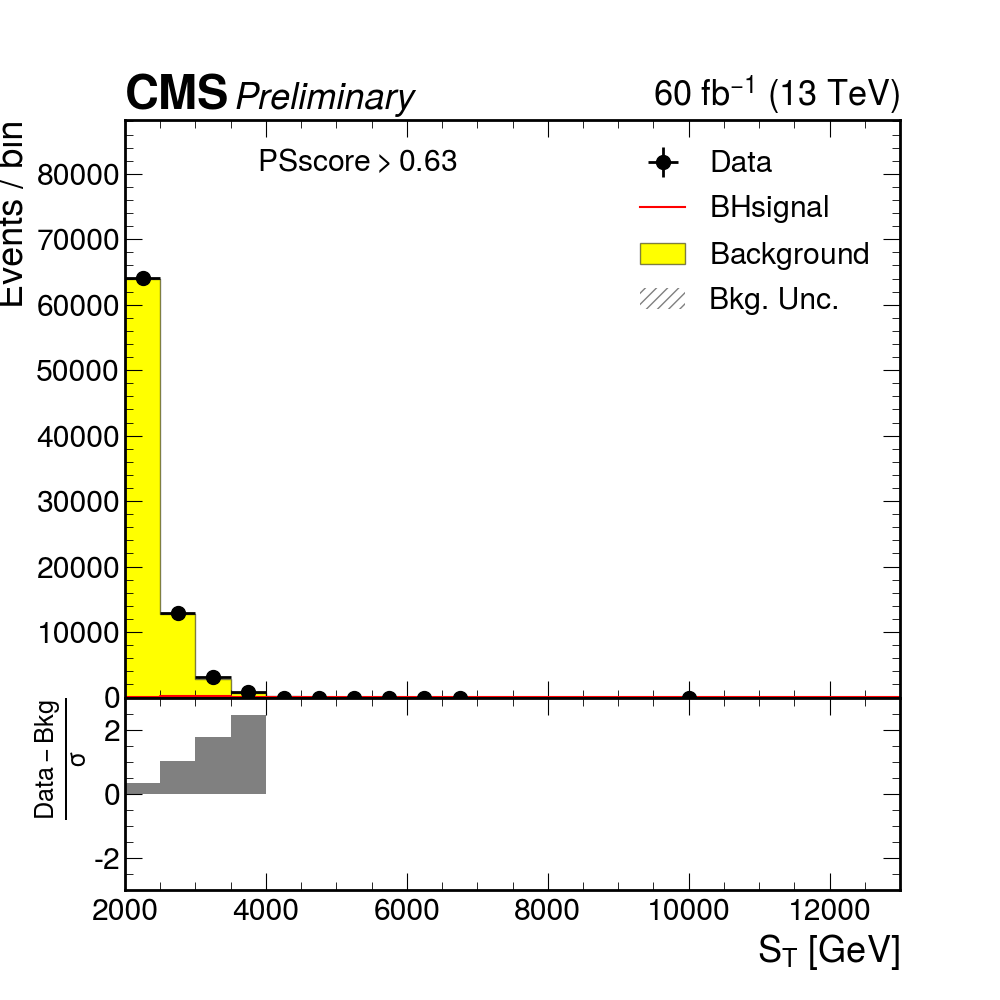 CMS Preliminary
60 fb⁻¹ (13 TeV)
Events / bin
PSscore > 0.63
Data
BHsignal
Background
Bkg. Unc.
80000
70000
60000
50000
40000
30000
20000
10000
0
Data – Bkg
σ
2
0
-2
2000 4000 6000 8000 10000 12000
S_T [GeV]